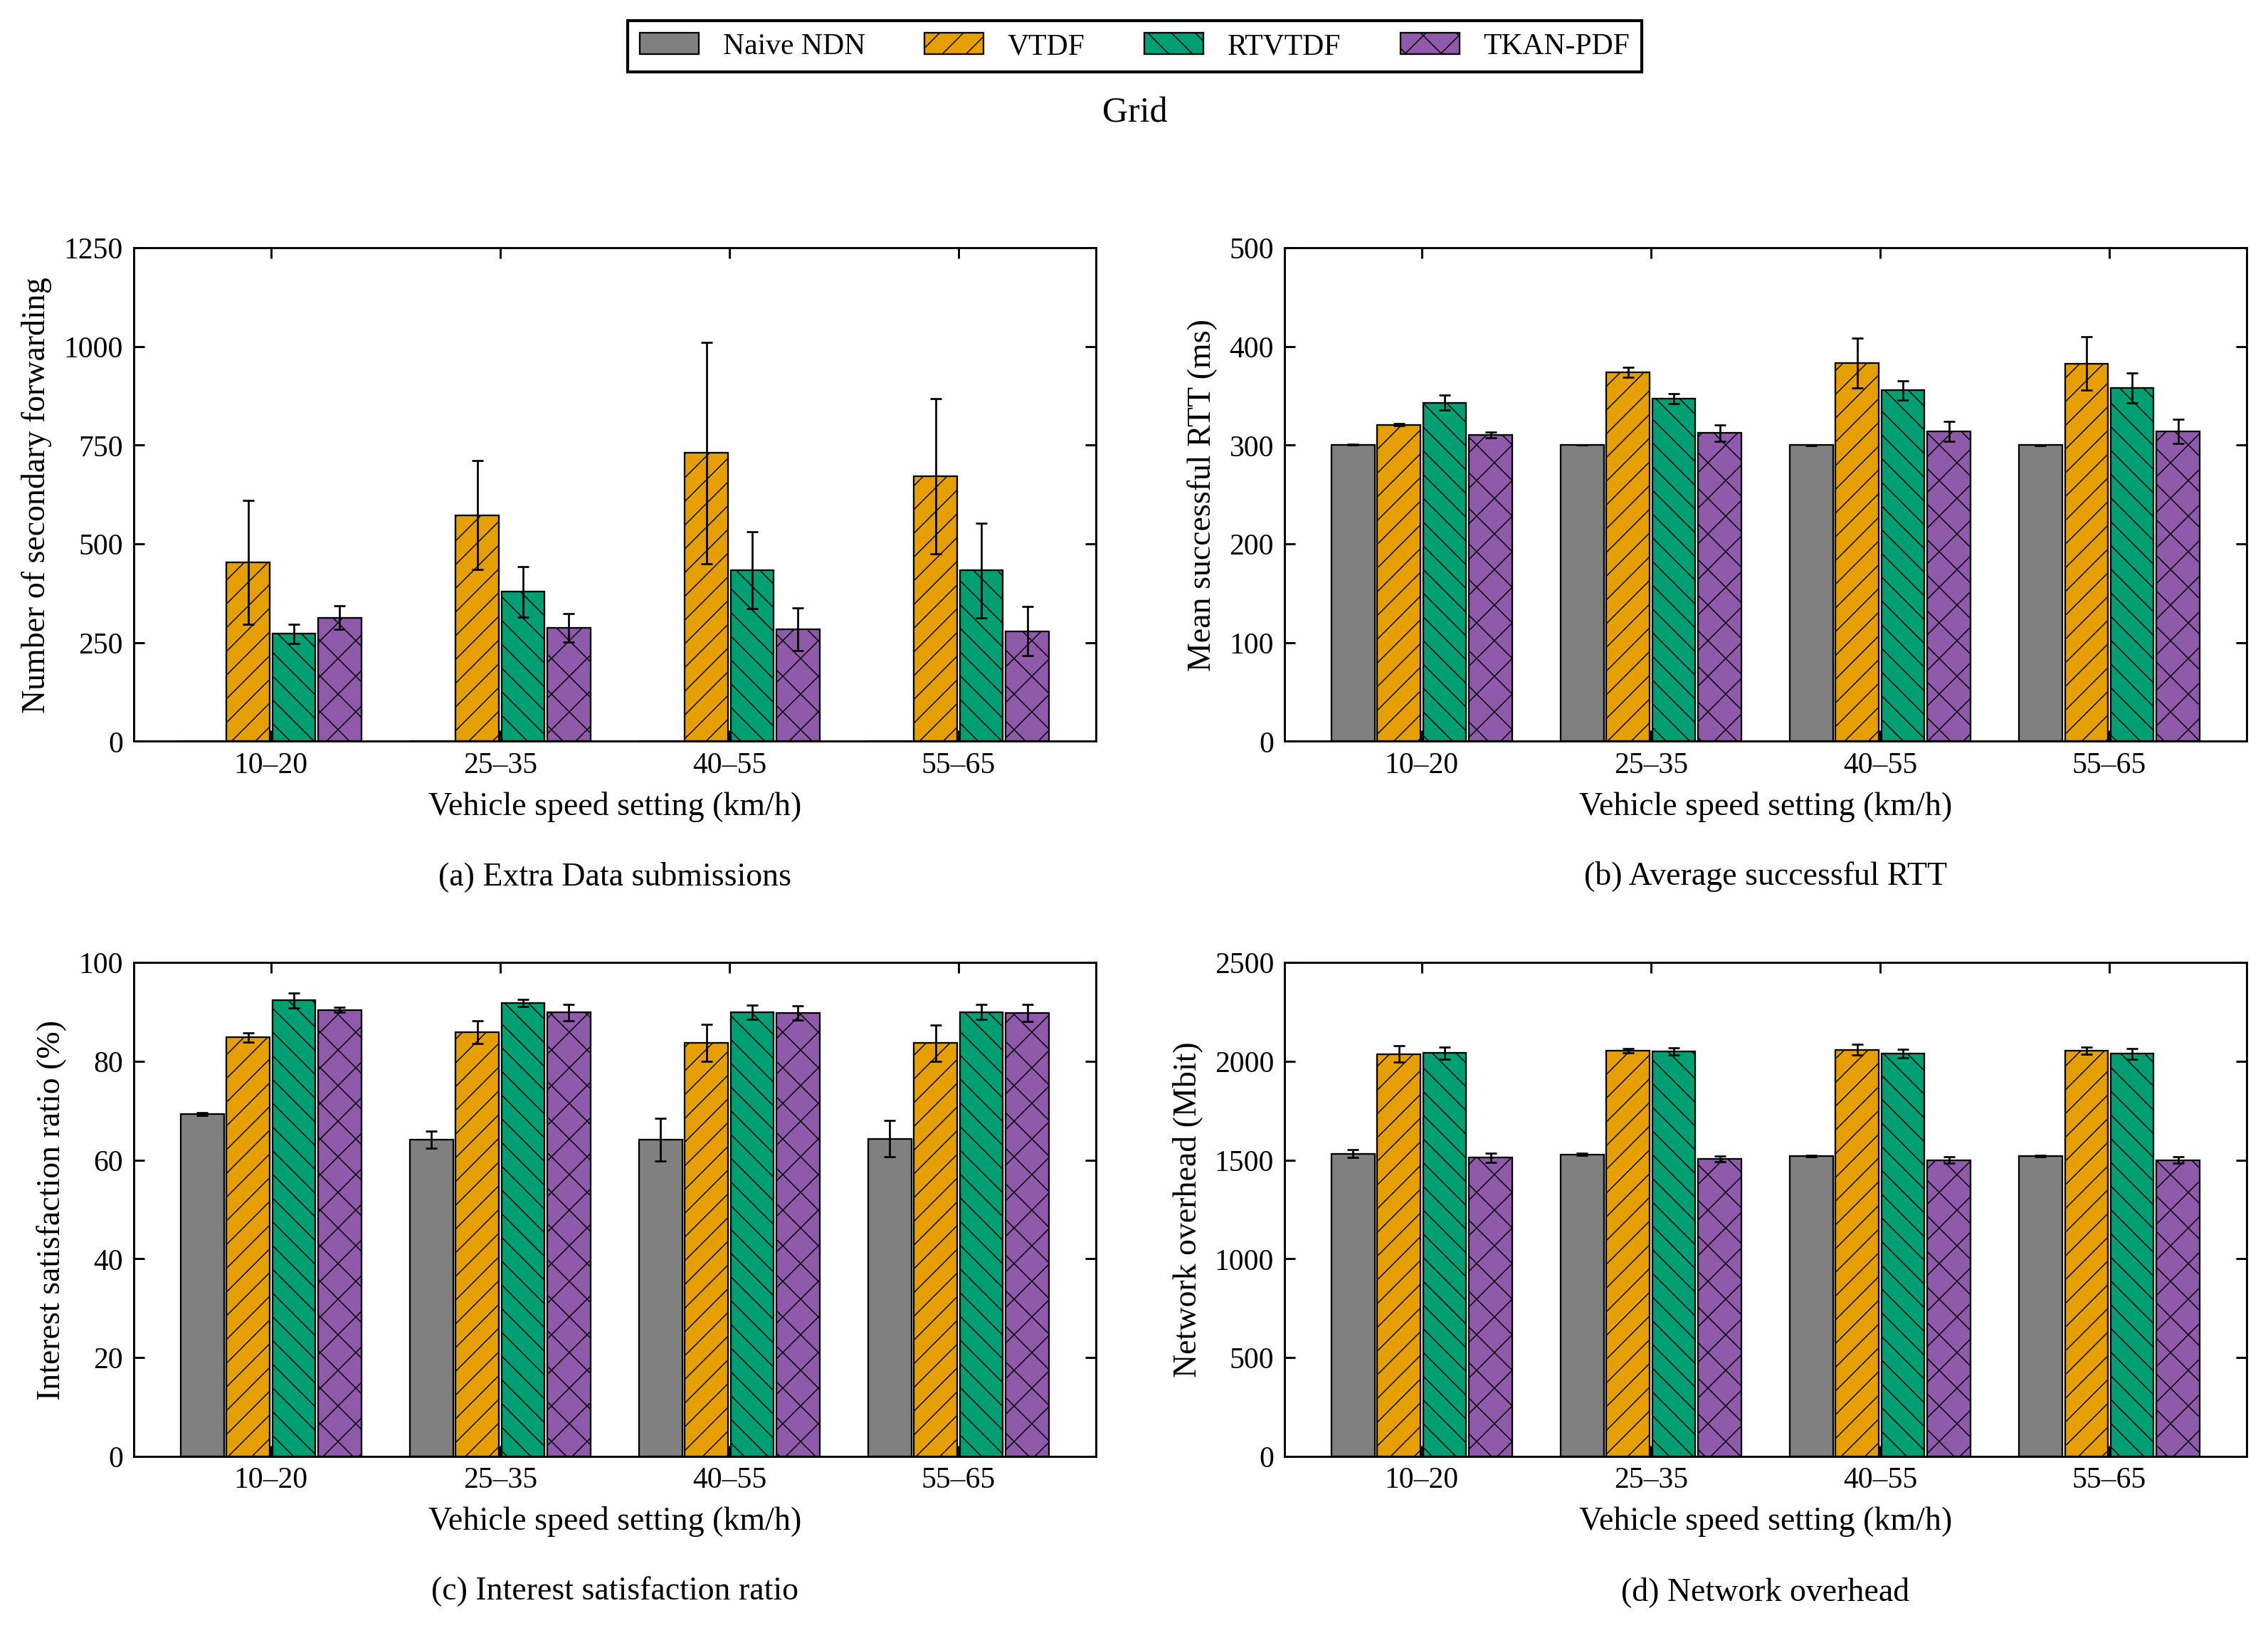 Naive NDN VTDF RTVTDF TKAN-PDF
Grid
Number of secondary forwarding
1250
1000
750
500
250
0
10–20 25–35 40–55 55–65
Vehicle speed setting (km/h)
(a) Extra Data submissions
Mean successful RTT (ms)
500
400
300
200
100
0
10–20 25–35 40–55 55–65
Vehicle speed setting (km/h)
(b) Average successful RTT
Interest satisfaction ratio (%)
100
80
60
40
20
0
10–20 25–35 40–55 55–65
Vehicle speed setting (km/h)
(c) Interest satisfaction ratio
Network overhead (Mbit)
2500
2000
1500
1000
500
0
10–20 25–35 40–55 55–65
Vehicle speed setting (km/h)
(d) Network overhead